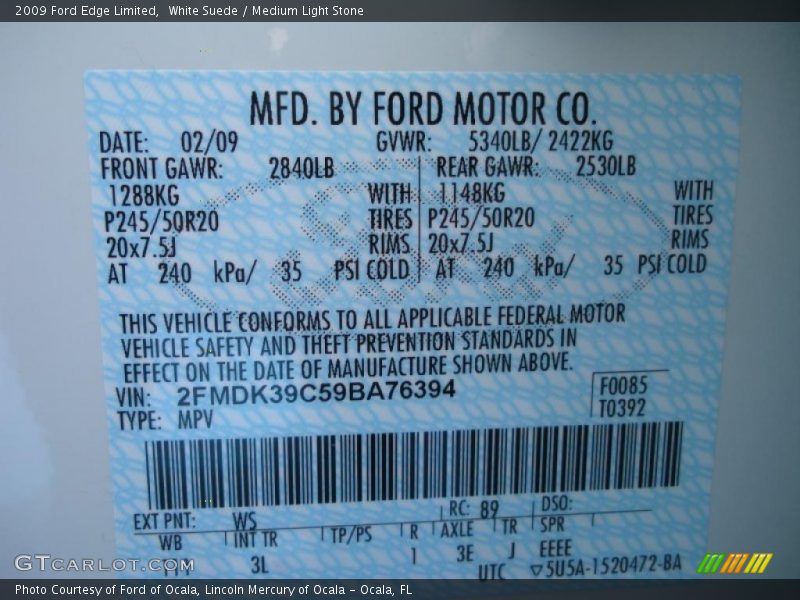 2009 Ford Edge Limited,  White Suede / Medium Light Stone
MFD. BY FORD MOTOR CO.
DATE: 02/09 GVWR: 5340LB/ 2422KG
FRONT GAWR: 2840LB REAR GAWR: 2530LB
1288KG WITH 1148KG WITH
P245/50R20 TIRES P245/50R20 TIRES
20x7.5J RIMS 20x7.5J RIMS
AT 240 kPa/ 35 PSI COLD AT 240 kPa/ 35 PSI COLD
THIS VEHICLE CONFORMS TO ALL APPLICABLE FEDERAL MOTOR
VEHICLE SAFETY AND THEFT PREVENTION STANDARDS IN
EFFECT ON THE DATE OF MANUFACTURE SHOWN ABOVE.
VIN: 2FMDK39C59BA76394 F0085
TYPE: MPV T0392
EXT PNT: WS RC: 89 DSO:
WB INT TR TP/PS R AXLE TR SPR
3L 1 3E J EEEE
UTC ▽5U5A-1520472-BA
GTCARLOT.COM
Photo Courtesy of Ford of Ocala, Lincoln Mercury of Ocala – Ocala, FL